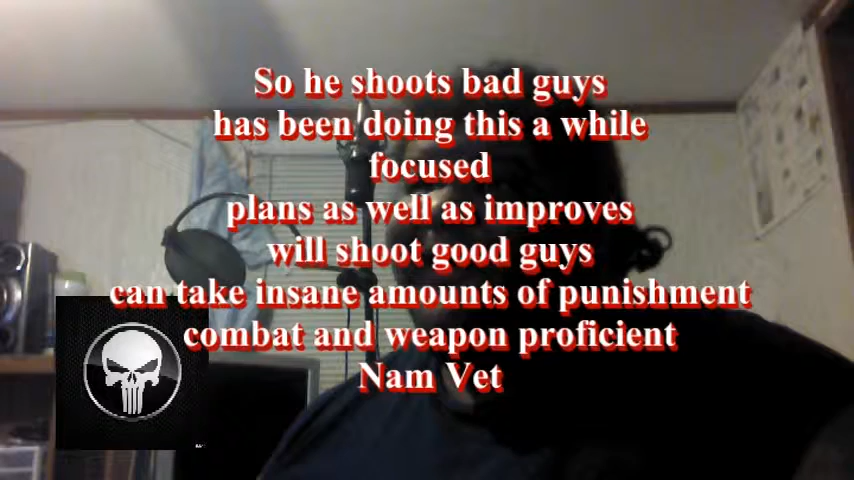 So he shoots bad guys
has been doing this a while
focused
plans as well as improves
will shoot good guys
can take insane amounts of punishment
combat and weapon proficient
Nam Vet